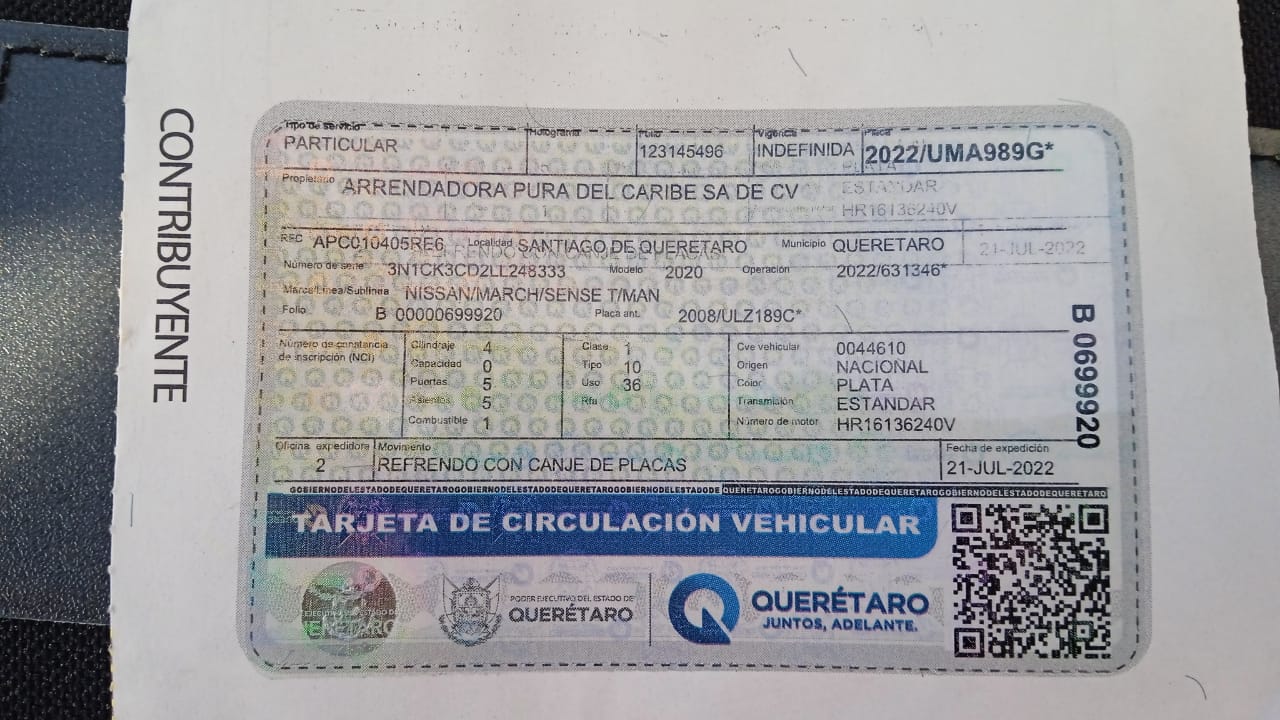 CONTRIBUYENTE
Tipo de servicio Holograma Folio Vigencia Placa
PARTICULAR 123145496 INDEFINIDA 2022/UMA989G*
PLATA
Propietario ARRENDADORA PURA DEL CARIBE SA DE CV ESTANDAR
HR16136240V
RFC APC010405RE6 Localidad SANTIAGO DE QUERETARO Municipio QUERETARO 21-JUL-2022
REFRENDO CON CANJE DE PLACAS
Número de serie 3N1CK3CD2LL248333 Modelo 2020 Operación 2022/631346*
Marca/Línea/Sublínea NISSAN/MARCH/SENSE T/MAN
Folio B 00000699920 Placa ant. 2008/ULZ189C*
B 0699920
Número de constancia de inscripción (NCI)
Cilindraje 4 Clase 1 Cve vehicular 0044610
Capacidad 0 Tipo 10 Origen NACIONAL
Puertas 5 Uso 36 Color PLATA
Asientos 5 Rfa Transmisión ESTANDAR
Combustible 1 Número de motor HR16136240V
Oficina expedidora Movimiento Fecha de expedición
2 REFRENDO CON CANJE DE PLACAS 21-JUL-2022
GOBIERNODELESTADODEQUERETAROGOBIERNODELESTADODEQUERETAROGOBIERNODELESTADODE QUERETAROGOBIERNODELESTADODEQUERETAROGOBIERNODELESTADODEQUERETARO
TARJETA DE CIRCULACIÓN VEHICULAR
PODER EJECUTIVO DEL ESTADO DE
QUERÉTARO
QUERÉTARO
JUNTOS, ADELANTE.